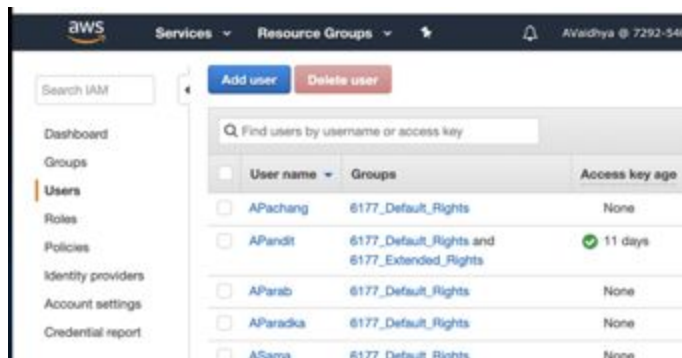 aws Services Resource Groups AVaidhya @ 7292-54
Search IAM
Dashboard
Groups
Users
Roles
Policies
Identity providers
Account settings
Credential report
Add user Delete user
Find users by username or access key
User name Groups Access key age
APachang 6177_Default_Rights None
APandit 6177_Default_Rights and 11 days
6177_Extended_Rights
AParab 6177_Default_Rights None
AParadka 6177_Default_Rights None
ASama 6177_Default_Rights None